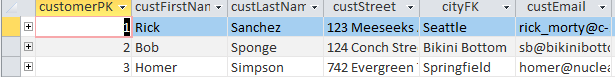 customerPK custFirstNam custLastNam custStreet cityFK custEmail
1 Rick Sanchez 123 Meeseeks Seattle rick_morty@c-
2 Bob Sponge 124 Conch Stre Bikini Bottom sb@bikinibott
3 Homer Simpson 742 Evergreen Springfield homer@nuclea